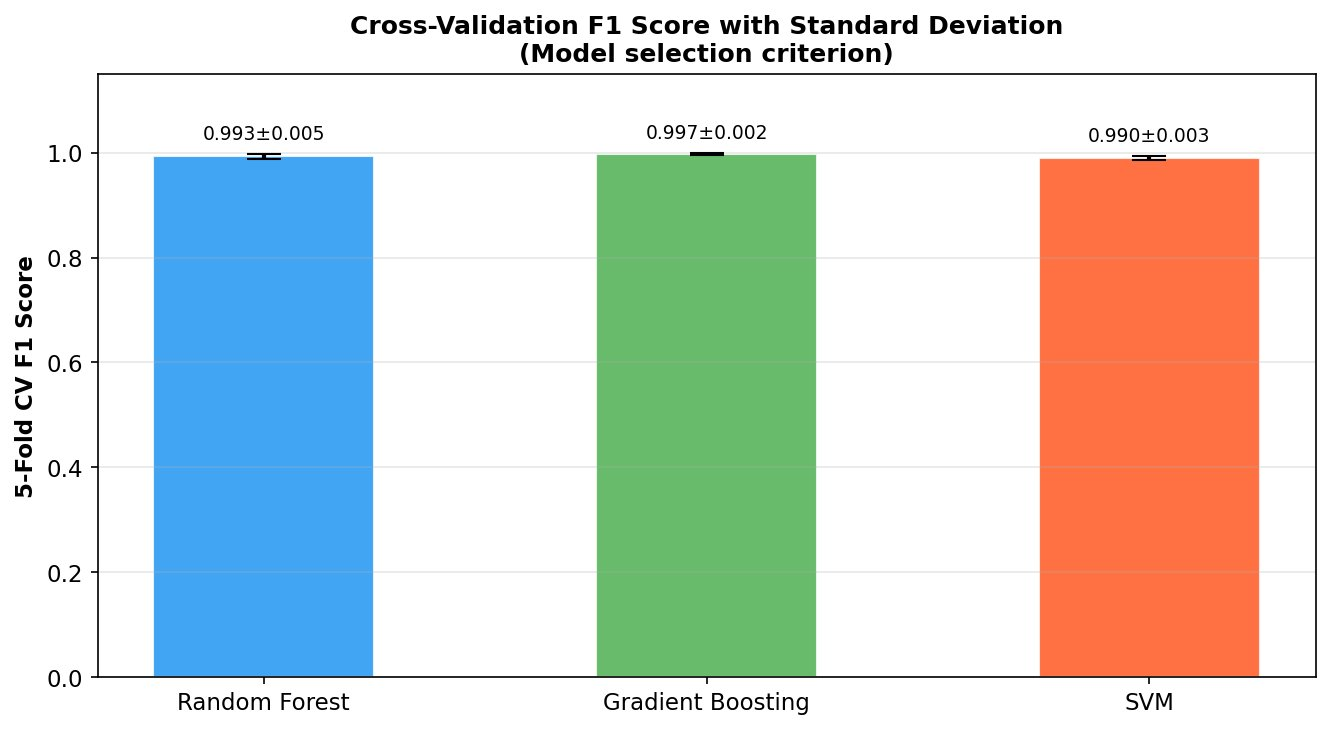 Cross-Validation F1 Score with Standard Deviation
(Model selection criterion)
0.993±0.005
0.997±0.002
0.990±0.003
5-Fold CV F1 Score
1.0
0.8
0.6
0.4
0.2
0.0
Random Forest
Gradient Boosting
SVM